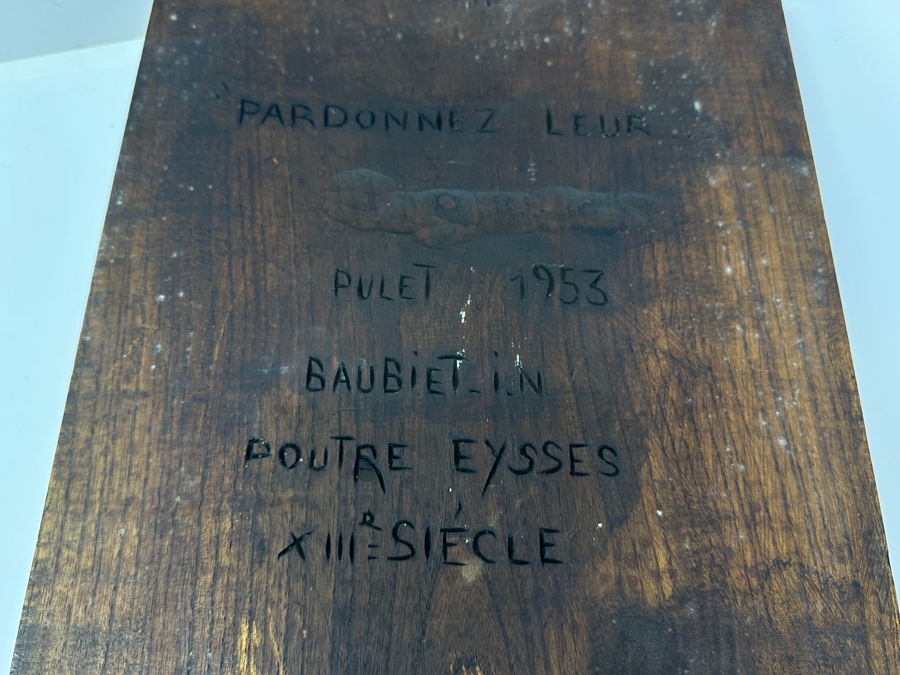 "PARDONNEZ LEUR...
PULET 1953
BAUBiET-i.N
POUTRE EYSSES
XIIIe SIÉCLE